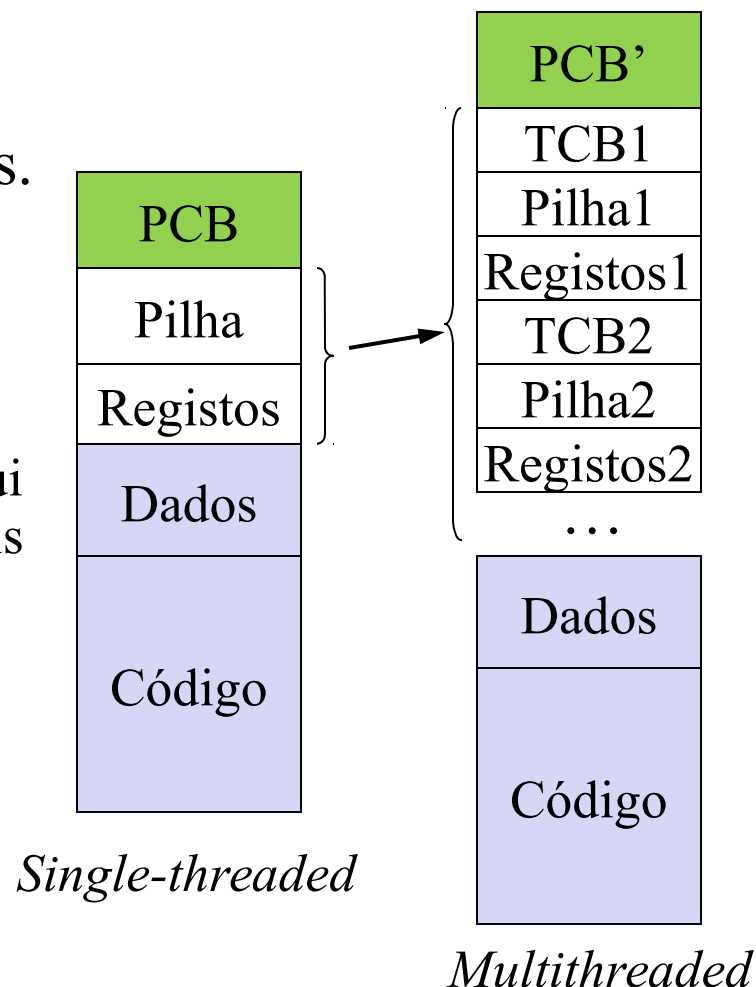 s.
PCB
Pilha
Registos
Dados
Código
Single-threaded
PCB’
TCB1
Pilha1
Registos1
TCB2
Pilha2
Registos2
…
Dados
Código
Multithreaded